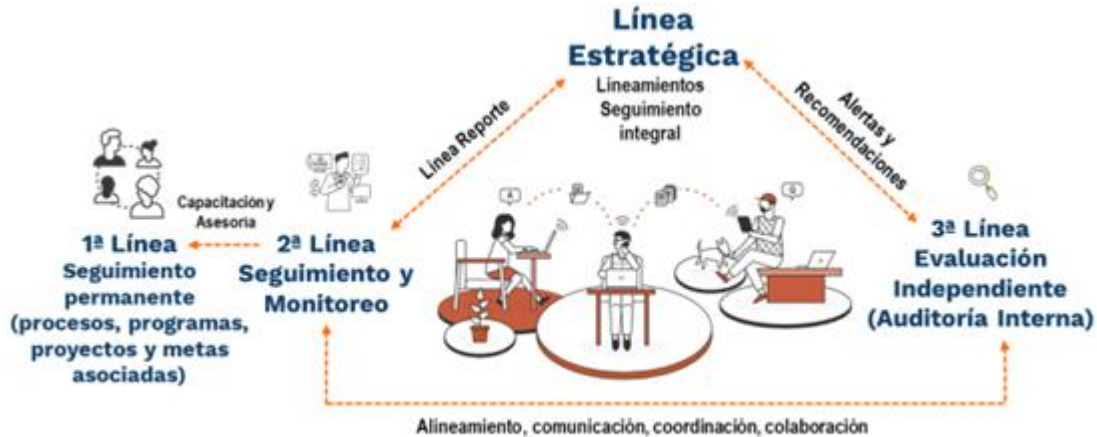 Línea
Estratégica
Lineamientos
Seguimiento
integral
Línea Reporte
Alertas y
Recomendaciones
Capacitación y
Asesoría
1ª Línea
Seguimiento
permanente
(procesos, programas,
proyectos y metas
asociadas)
2ª Línea
Seguimiento y
Monitoreo
A
Q
3ª Línea
Evaluación
Independiente
(Auditoría Interna)
Alineamiento, comunicación, coordinación, colaboración